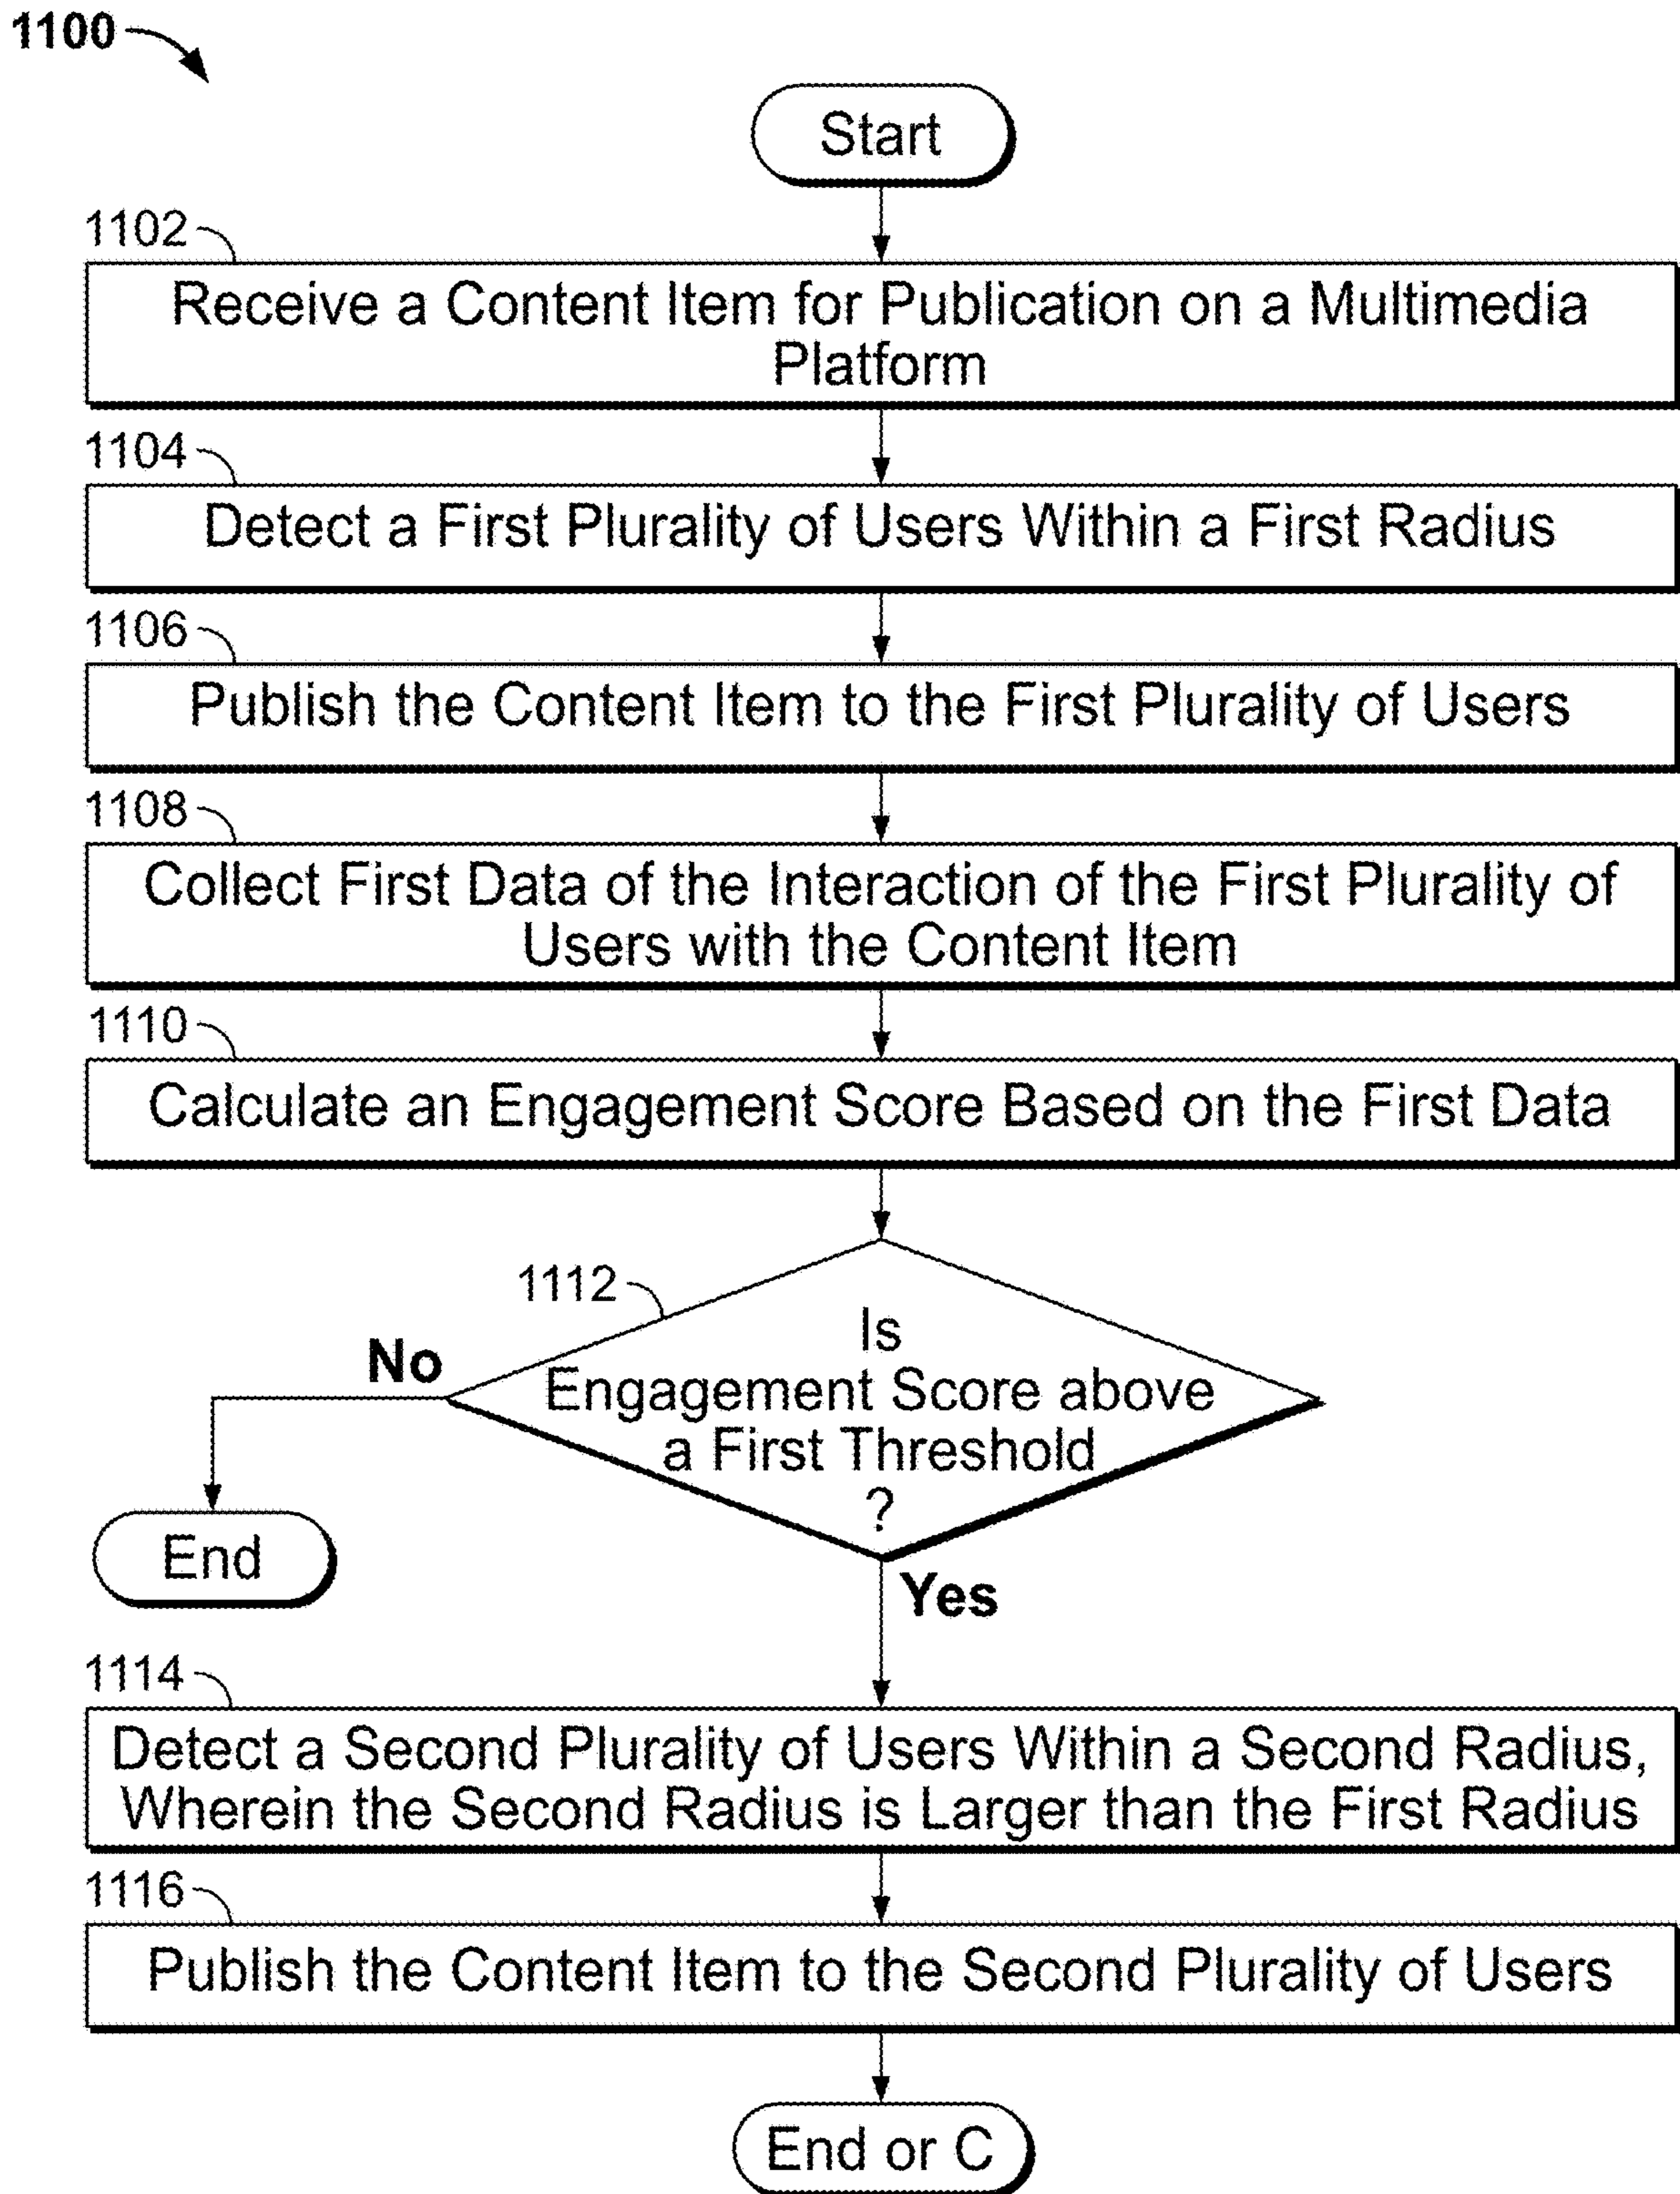 1100
Start
1102
Receive a Content Item for Publication on a Multimedia
Platform
1104
Detect a First Plurality of Users Within a First Radius
1106
Publish the Content Item to the First Plurality of Users
1108
Collect First Data of the Interaction of the First Plurality of
Users with the Content Item
1110
Calculate an Engagement Score Based on the First Data
1112
Is
Engagement Score above
a First Threshold
?
No
End
Yes
1114
Detect a Second Plurality of Users Within a Second Radius,
Wherein the Second Radius is Larger than the First Radius
1116
Publish the Content Item to the Second Plurality of Users
End or C